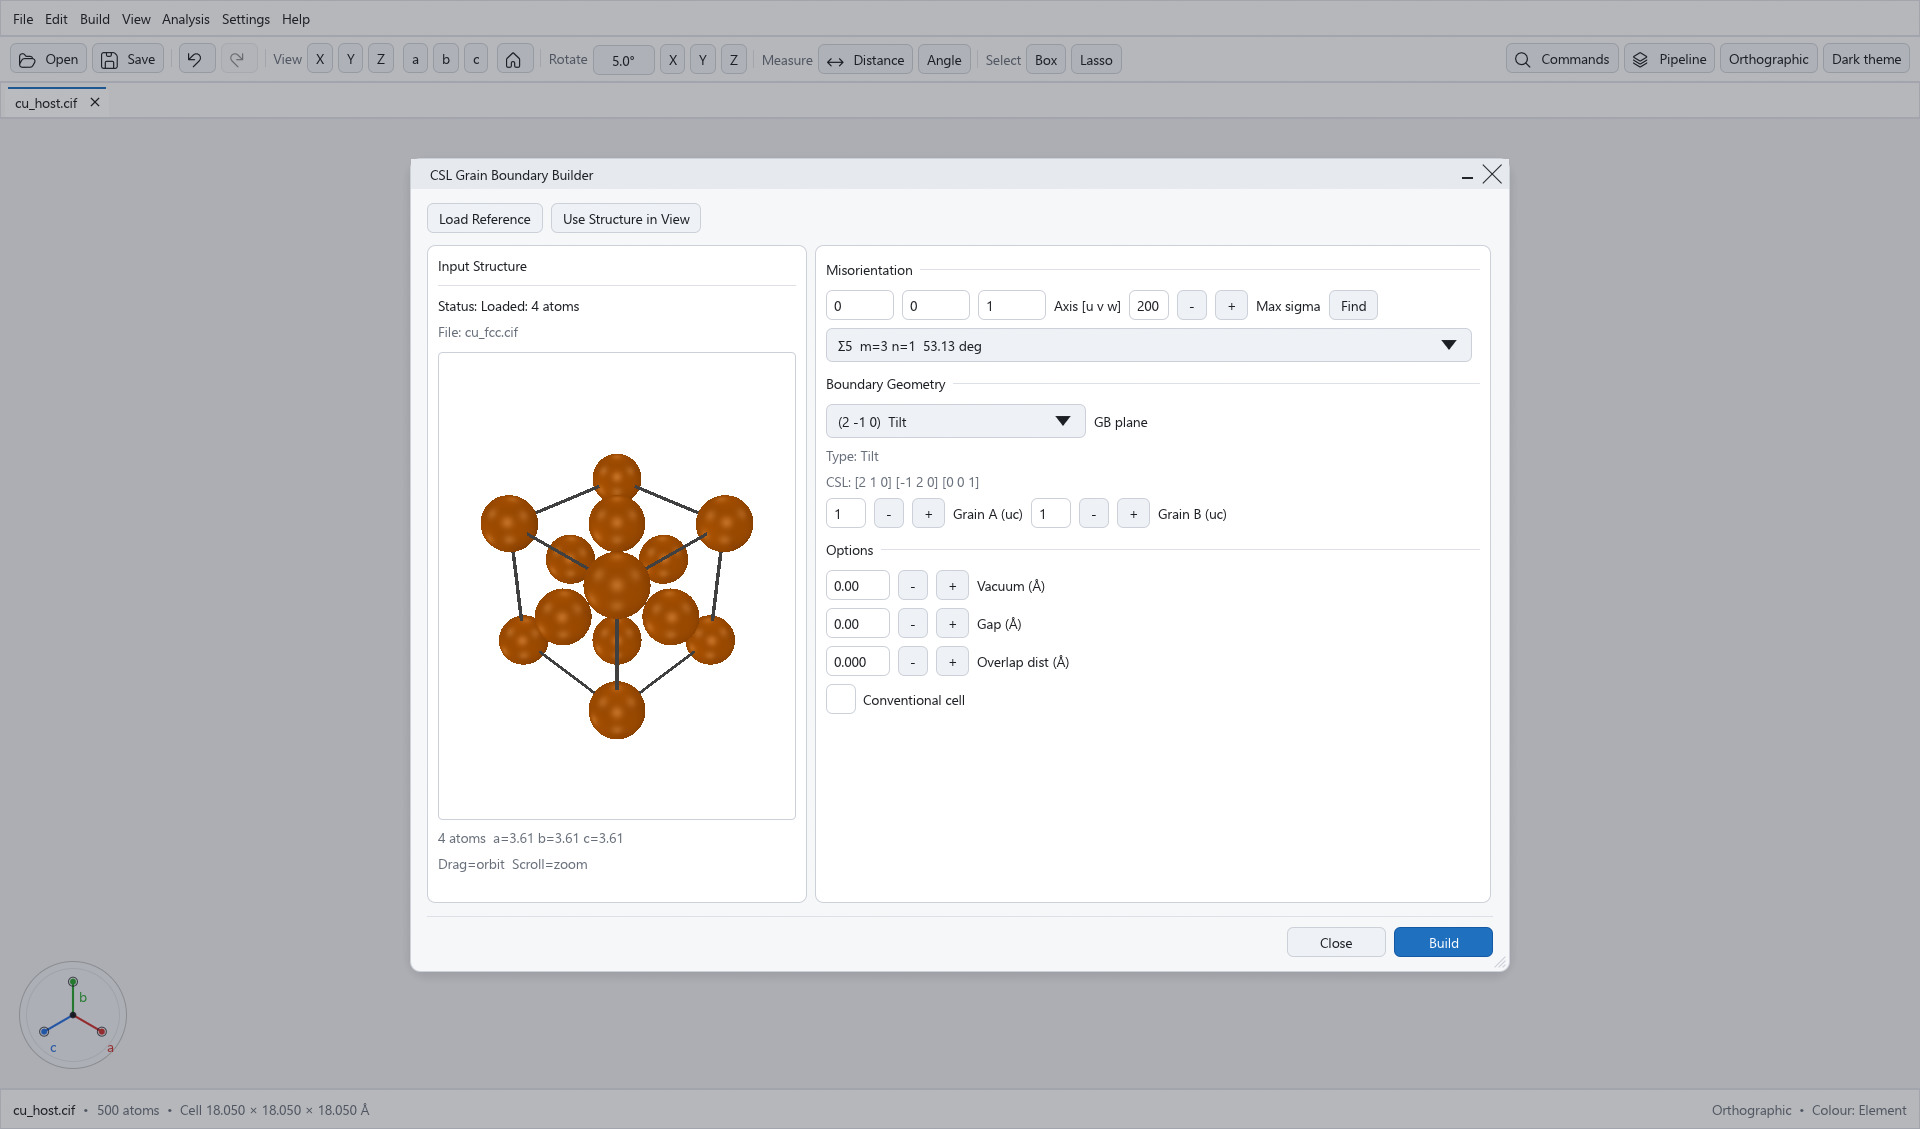 File Edit Build View Analysis Settings Help
Open Save View X Y Z a b c Rotate 5.0° X Y Z Measure Distance Angle Select Box Lasso Commands Pipeline Orthographic Dark theme
cu_host.cif
CSL Grain Boundary Builder
Load Reference Use Structure in View
Input Structure
Status: Loaded: 4 atoms
File: cu_fcc.cif
4 atoms a=3.61 b=3.61 c=3.61
Drag=orbit Scroll=zoom
Misorientation
0 0 1 Axis [u v w] 200 - + Max sigma Find
Σ5 m=3 n=1 53.13 deg
Boundary Geometry
(2 -1 0) Tilt GB plane
Type: Tilt
CSL: [2 1 0] [-1 2 0] [0 0 1]
1 - + Grain A (uc) 1 - + Grain B (uc)
Options
0.00 - + Vacuum (Å)
0.00 - + Gap (Å)
0.000 - + Overlap dist (Å)
Conventional cell
Close Build
b
c a
cu_host.cif • 500 atoms • Cell 18.050 × 18.050 × 18.050 Å Orthographic • Colour: Element